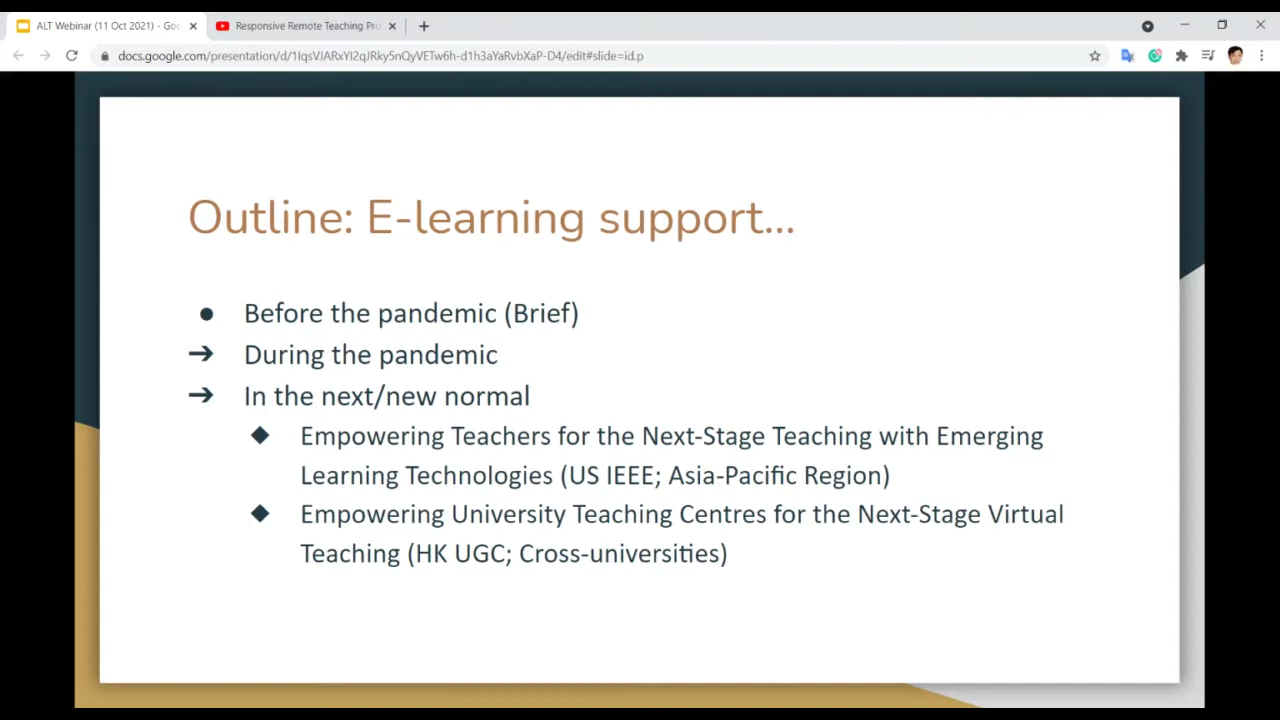 ALT Webinar (11 Oct 2021) - Goo
Responsive Remote Teaching Pro
docs.google.com/presentation/d/1IqsVJARxYI2qJRky5nQyVETw6h-d1h3aYaRvbXaP-D4/edit#slide=id.p
Outline: E-learning support...
● Before the pandemic (Brief)
➔ During the pandemic
➔ In the next/new normal
◆ Empowering Teachers for the Next-Stage Teaching with Emerging
Learning Technologies (US IEEE; Asia-Pacific Region)
◆ Empowering University Teaching Centres for the Next-Stage Virtual
Teaching (HK UGC; Cross-universities)